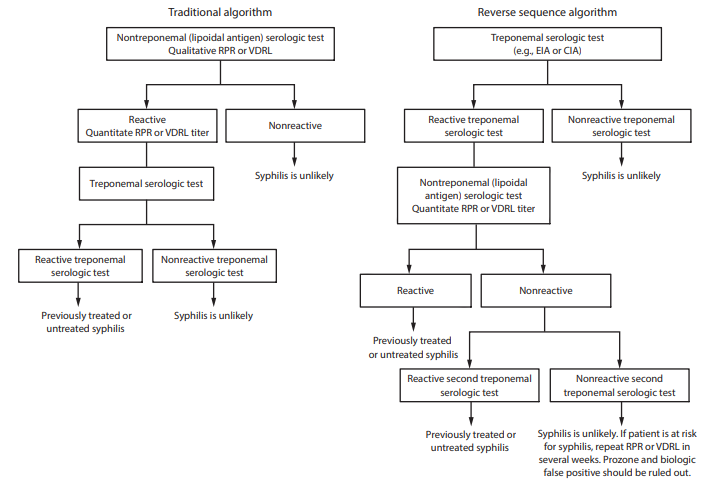 Traditional algorithm
Nontreponemal (lipoidal antigen) serologic test
Qualitative RPR or VDRL
Reactive
Quantitate RPR or VDRL titer
Nonreactive
Syphilis is unlikely
Treponemal serologic test
Reactive treponemal
serologic test
Nonreactive treponemal
serologic test
Previously treated or
untreated syphilis
Syphilis is unlikely
Reverse sequence algorithm
Treponemal serologic test
(e.g., EIA or CIA)
Reactive treponemal
serologic test
Nonreactive treponemal
serologic test
Syphilis is unlikely
Nontreponemal (lipoidal
antigen) serologic test
Quantitate RPR or VDRL titer
Reactive
Nonreactive
Previously treated
or untreated syphilis
Reactive second treponemal
serologic test
Nonreactive second
treponemal serologic test
Previously treated or
untreated syphilis
Syphilis is unlikely. If patient is at risk
for syphilis, repeat RPR or VDRL in
several weeks. Prozone and biologic
false positive should be ruled out.